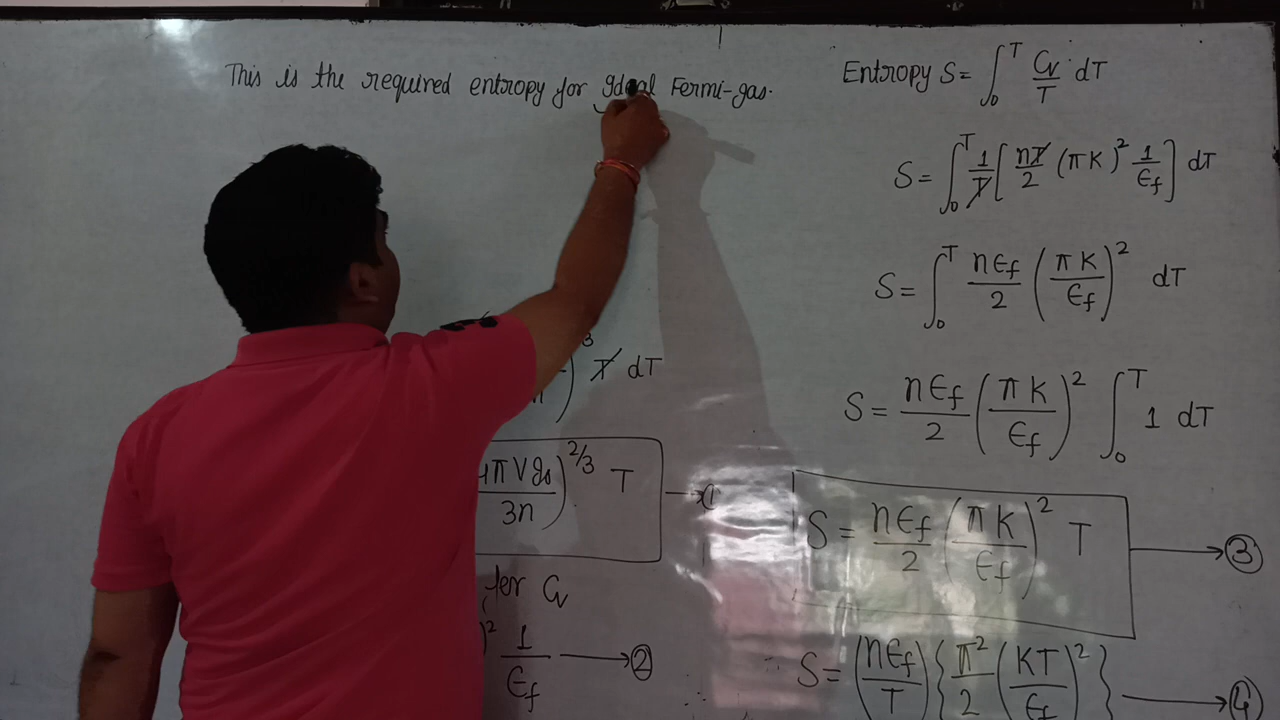 This is the required entropy for Ideal Fermi-gas.
3 T dT
(4πVgs/3n)^2/3 T → 1
for Cv
)² 1/ϵf → ②
Entropy S = ∫₀ᵀ Cv/T dT
S = ∫₀ᵀ 1/T [nT/2 (πK)² 1/ϵf] dT
S = ∫₀ᵀ nϵf/2 (πK/ϵf)² dT
S = nϵf/2 (πK/ϵf)² ∫₀ᵀ 1 dT
S = nϵf/2 (πK/ϵf)² T → ③
∴ S = (nϵf/T) {π²/2 (KT/ϵf)²} → ④